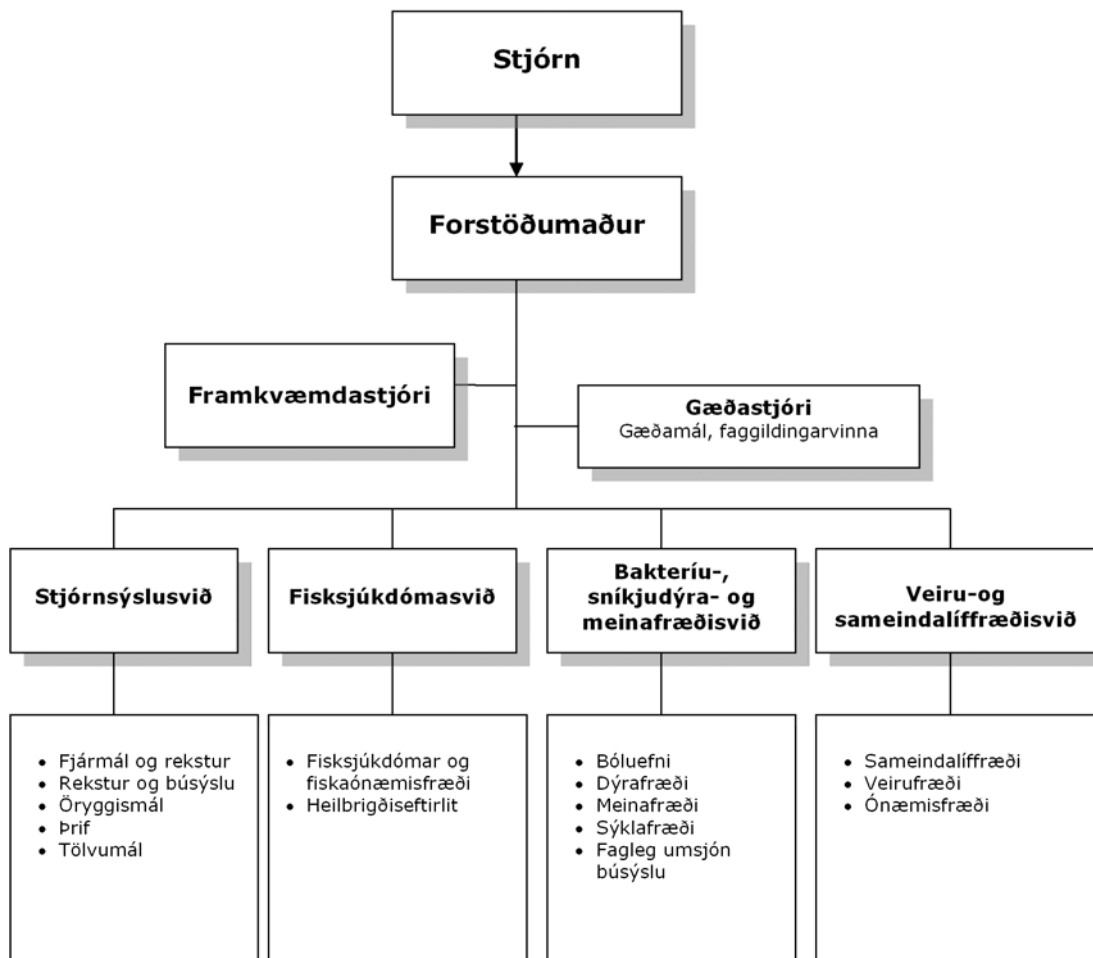 Stjórn
Forstöðumaður
Framkvæmdastjóri
Gæðastjóri
Gæðamál, faggildingarvinna
Stjórnsýslusvið
Fisksjúkdómasvið
Bakteríu-,
sníkjudýra- og
meinafræðisvið
Veiru-og
sameindalíffræðisvið
• Fjármál og rekstur
• Rekstur og búsýslu
• Öryggismál
• Þrif
• Tölvumál
• Fisksjúkdómar og
fiskaónæmisfræði
• Heilbrigðiseftirlit
• Bóluefni
• Dýrafræði
• Meinafræði
• Sýklafræði
• Fagleg umsjón
búsýslu
• Sameindalíffræði
• Veirufræði
• Ónæmisfræði